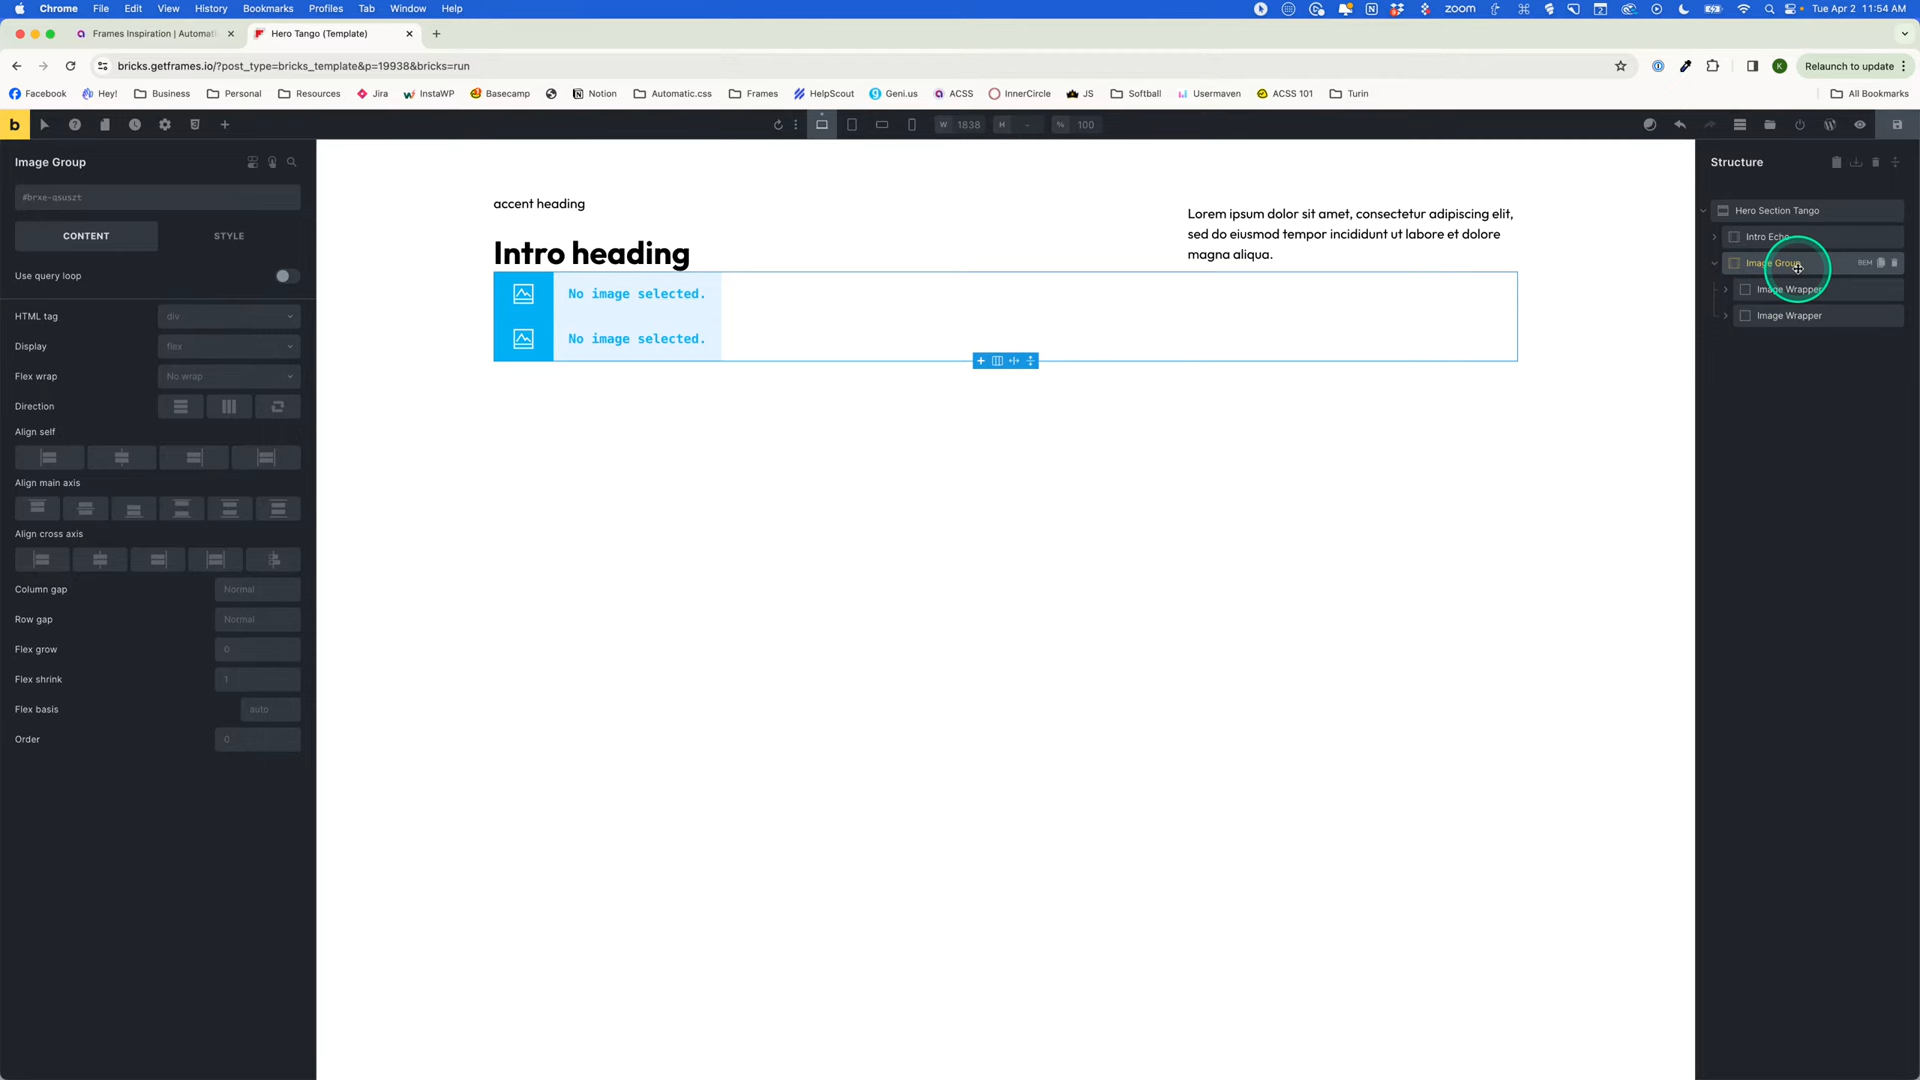 Chrome File Edit View History Bookmarks Profiles Tab Window Help
zoom
Tue Apr 2 11:54 AM
Frames Inspiration | Automati
Hero Tango (Template)
bricks.getframes.io/?post_type=bricks_template&p=19938&bricks=run
Relaunch to update
Facebook Hey! Business Personal Resources Jira InstaWP Basecamp Notion Automatic.css Frames HelpScout Geni.us ACSS InnerCircle JS Softball Usermaven ACSS 101 Turin All Bookmarks
b
W 1838 H - % 100
Image Group
#brxe-qsuszt
CONTENT
STYLE
Use query loop
HTML tag div
Display flex
Flex wrap No wrap
Direction
Align self
Align main axis
Align cross axis
Column gap Normal
Row gap Normal
Flex grow 0
Flex shrink 1
Flex basis auto
Order 0
accent heading
Intro heading
Lorem ipsum dolor sit amet, consectetur adipiscing elit,
sed do eiusmod tempor incididunt ut labore et dolore
magna aliqua.
No image selected.
No image selected.
Structure
Hero Section Tango
Intro Echo
Image Group BEM
Image Wrapper
Image Wrapper